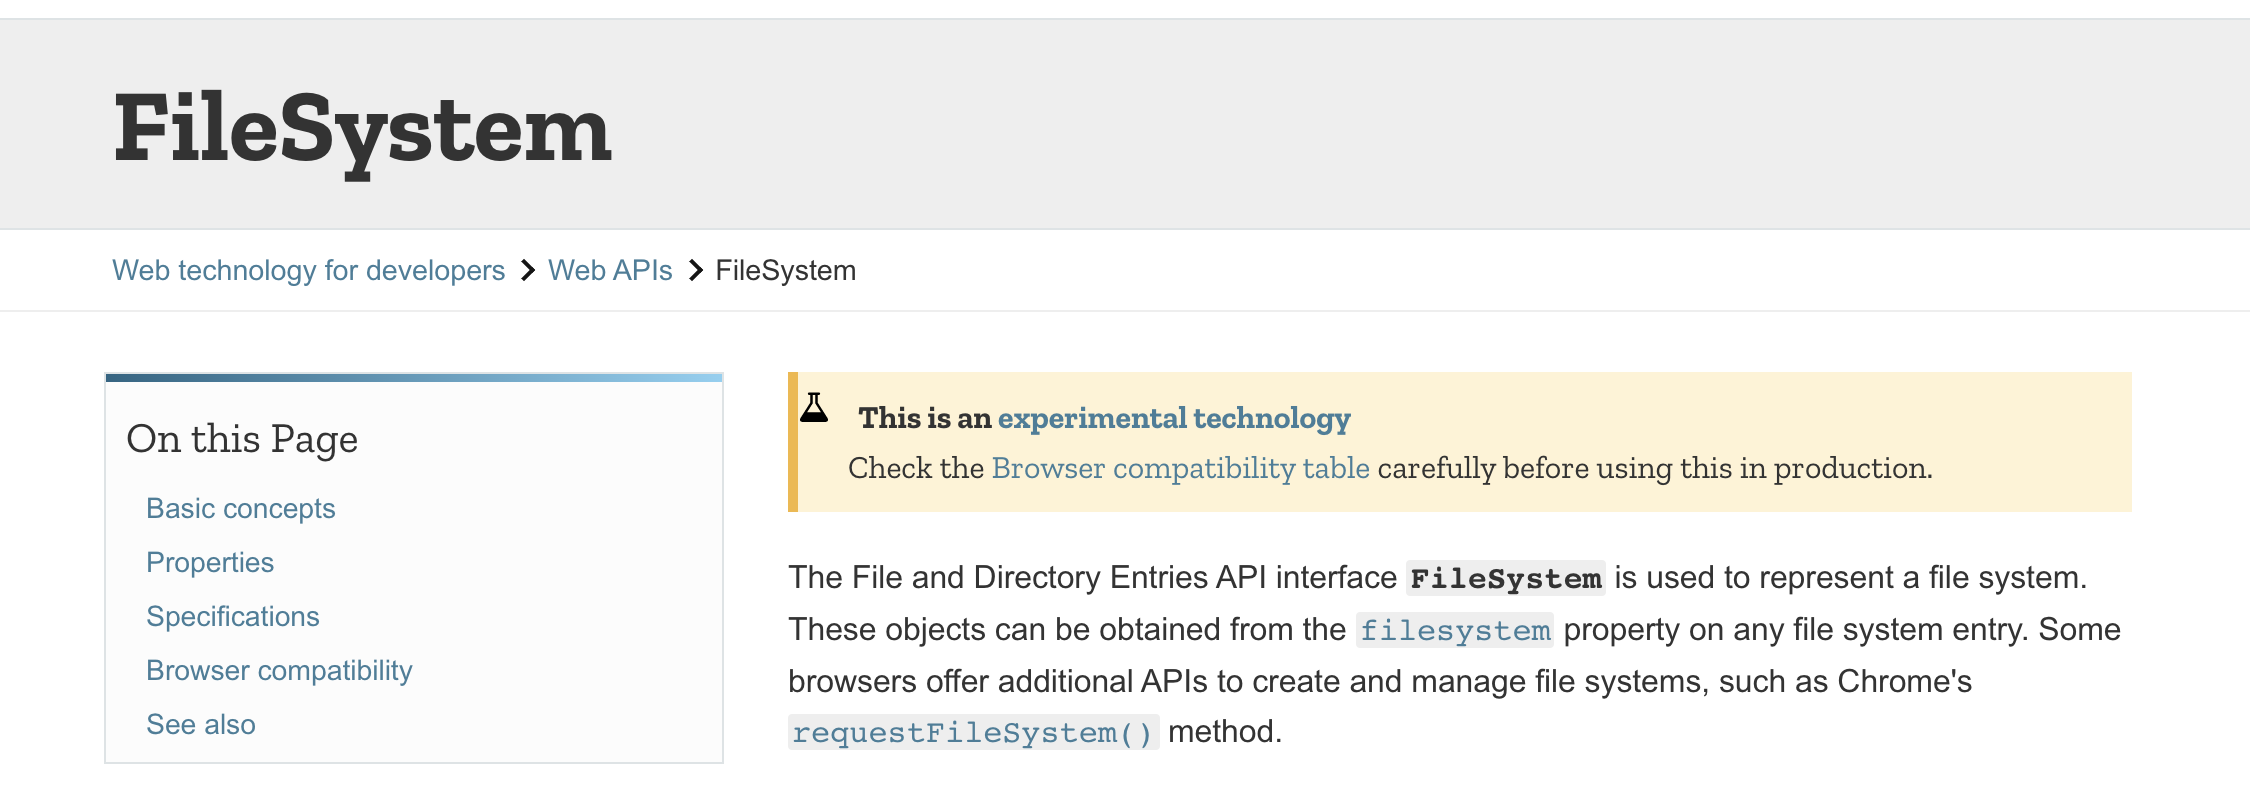 FileSystem
Web technology for developers > Web APIs > FileSystem
On this Page
Basic concepts
Properties
Specifications
Browser compatibility
See also
This is an experimental technology
Check the Browser compatibility table carefully before using this in production.
The File and Directory Entries API interface FileSystem is used to represent a file system.
These objects can be obtained from the filesystem property on any file system entry. Some
browsers offer additional APIs to create and manage file systems, such as Chrome's
requestFileSystem() method.